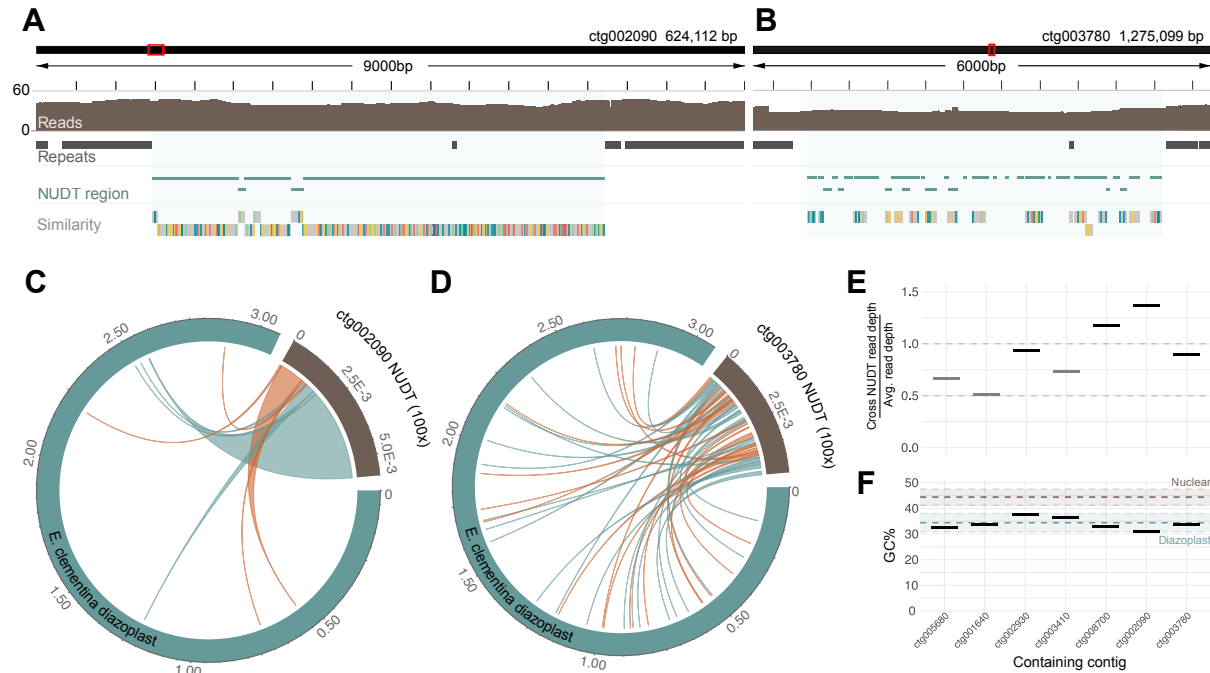 A
ctg002090 624,112 bp
9000bp
60
0
Reads
Repeats
NUDT region
Similarity
B
ctg003780 1,275,099 bp
6000bp
C
0
2.5E-3
5.0E-3
ctg002090 NUDT (100x)
0
0.50
1.00
1.50
2.00
2.50
3.00
E. clementina diazoplast
D
0
2.5E-3
ctg003780 NUDT (100x)
0
0.50
1.00
1.50
2.00
2.50
3.00
E. clementina diazoplast
E
Cross NUDT read depth
Avg. read depth
1.5
1.0
0.5
0.0
F
GC%
50
40
30
20
10
0
Nuclear
Diazoplast
ctg005680
ctg001640
ctg002930
ctg003410
ctg008700
ctg002090
ctg003780
Containing contig